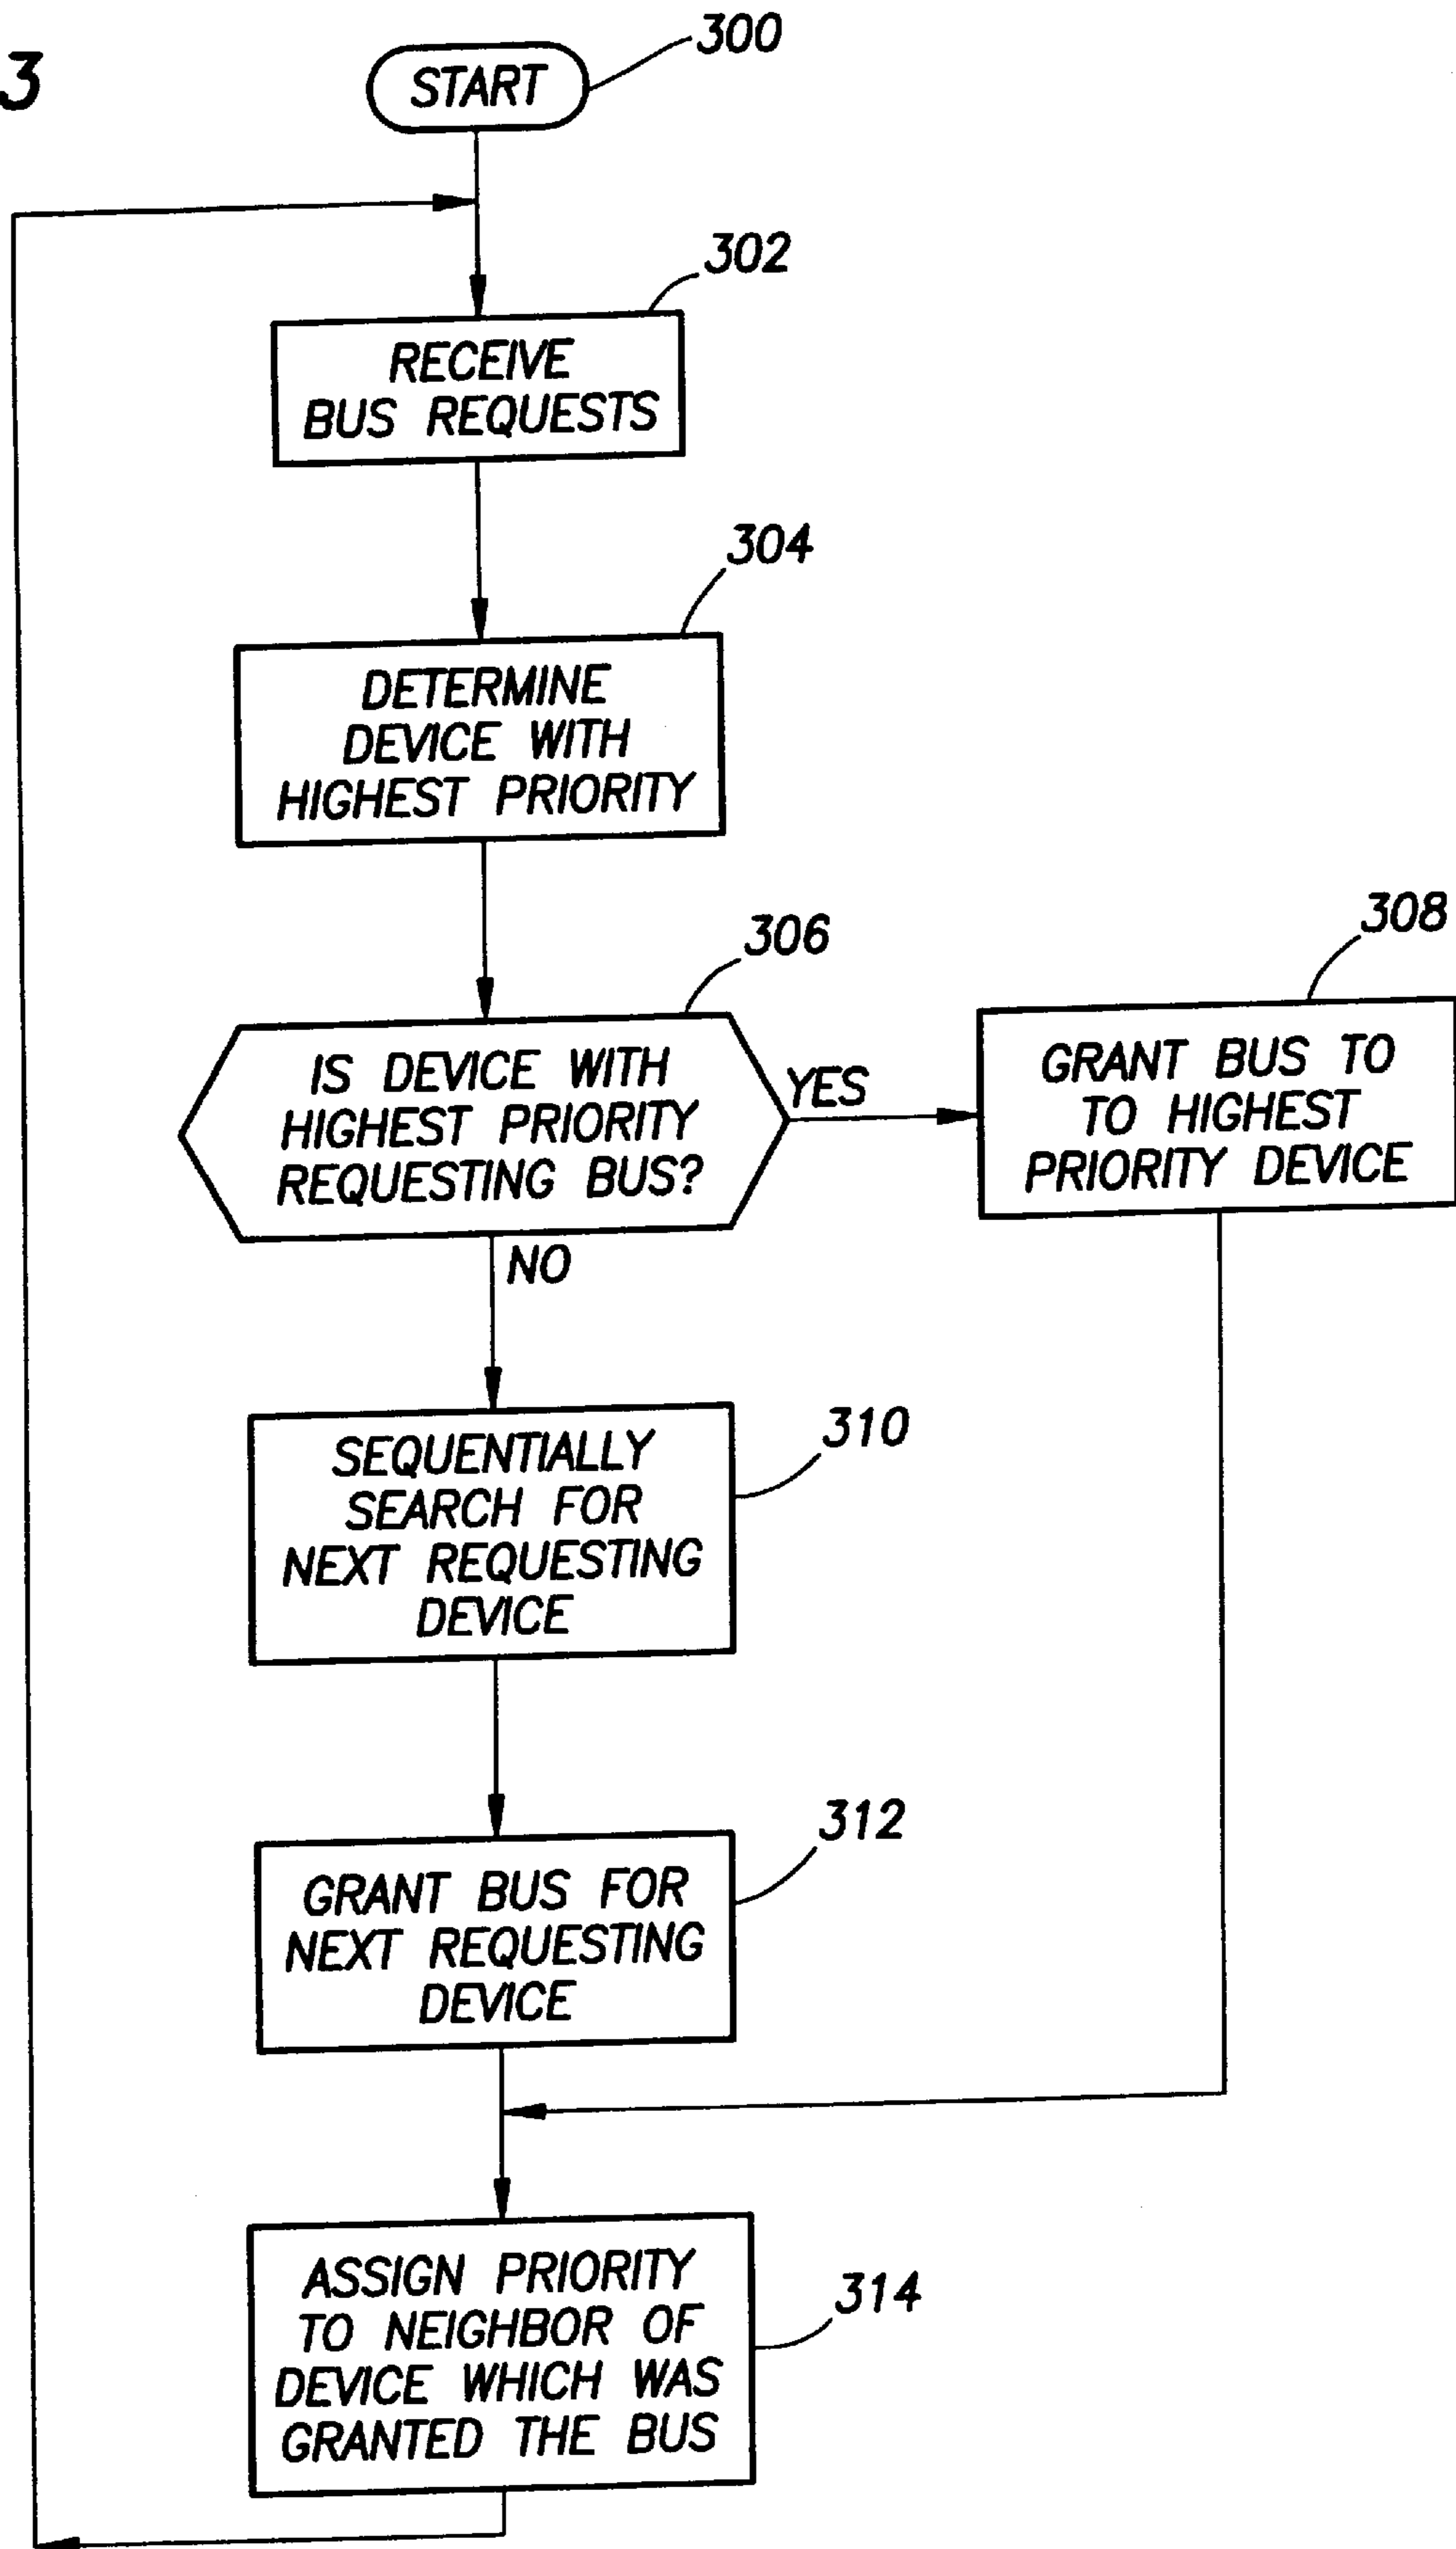 3
300
START
302
RECEIVE
BUS REQUESTS
304
DETERMINE
DEVICE WITH
HIGHEST PRIORITY
306
IS DEVICE WITH
HIGHEST PRIORITY
REQUESTING BUS?
YES
308
GRANT BUS TO
TO HIGHEST
PRIORITY DEVICE
NO
310
SEQUENTIALLY
SEARCH FOR
NEXT REQUESTING
DEVICE
312
GRANT BUS FOR
NEXT REQUESTING
DEVICE
314
ASSIGN PRIORITY
TO NEIGHBOR OF
DEVICE WHICH WAS
GRANTED THE BUS